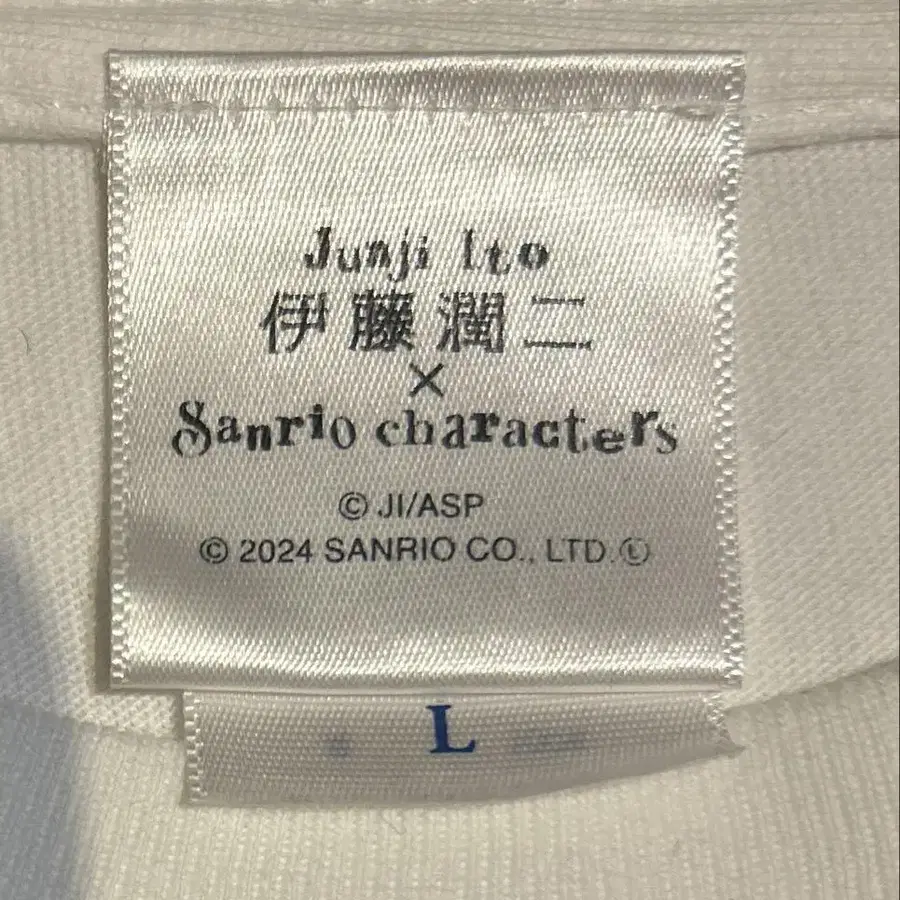 Junji Ito
伊藤潤二
×
Sanrio characters
© JI/ASP
© 2024 SANRIO CO., LTD. Ⓛ
L